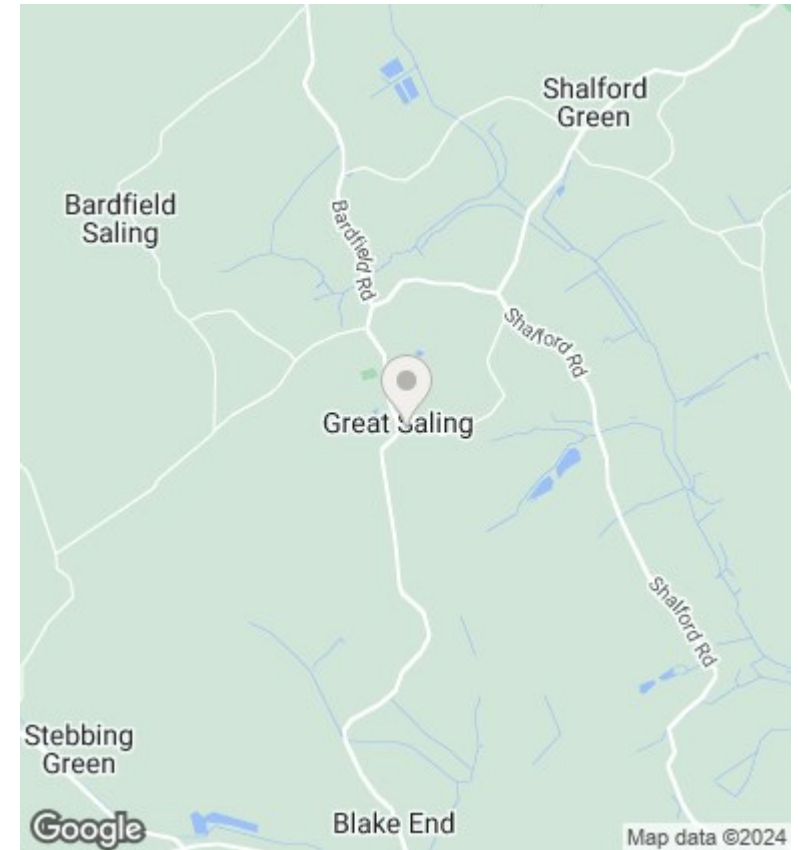 Shalford
Green
Bardfield
Saling
Bardfield Rd
Shalford Rd
Great Saling
Shalford Rd
Stebbing
Green
Blake End
Google
Map data ©2024